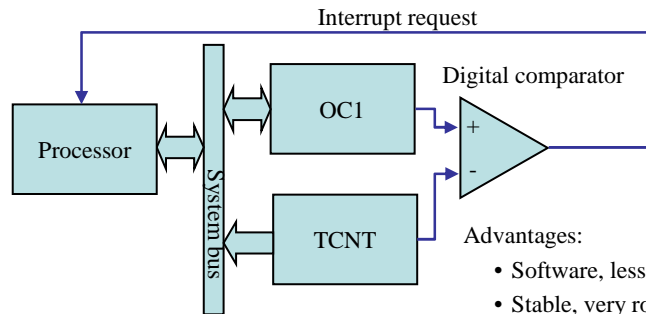 Interrupt request
Digital comparator
OC1
+
Processor
-
System bus
TCNT
Advantages:
• Software, less
• Stable, very